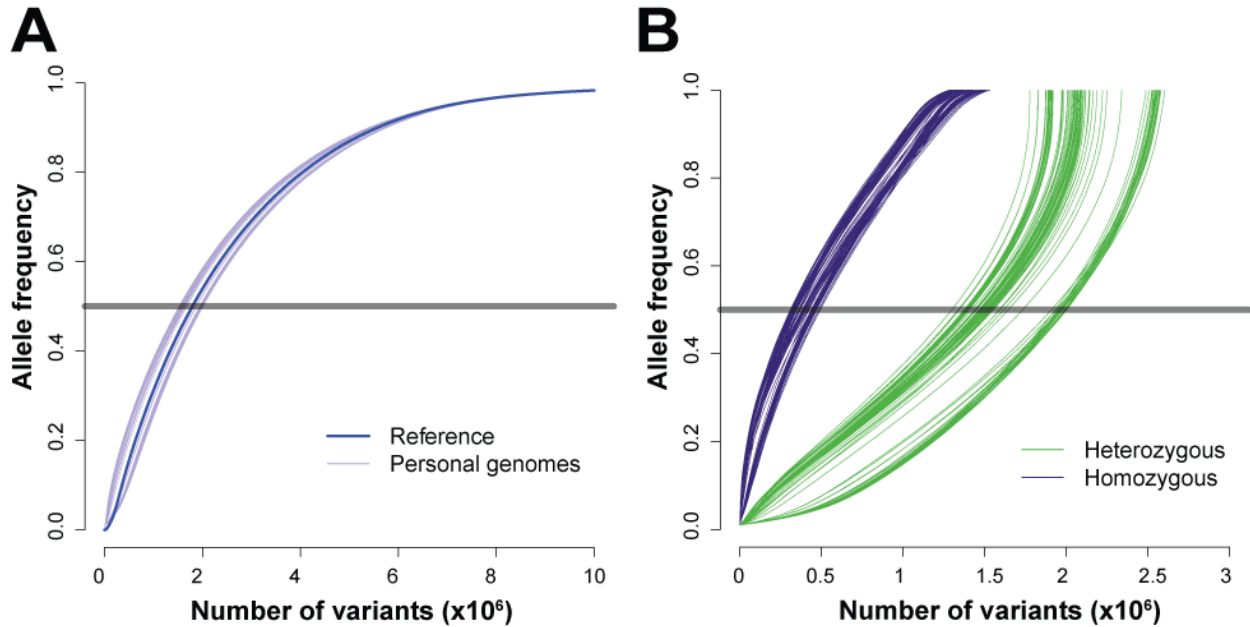 A
Allele frequency
1.0
0.8
0.6
0.4
0.2
0.0
Reference
Personal genomes
0 2 4 6 8 10
Number of variants (x10⁶)
B
Allele frequency
1.0
0.8
0.6
0.4
0.2
0.0
Heterozygous
Homozygous
0 0.5 1 1.5 2 2.5 3
Number of variants (x10⁶)